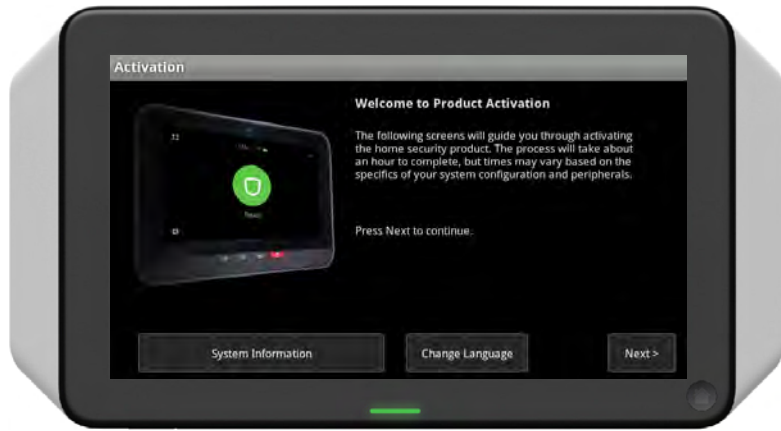 Activation
Welcome to Product Activation
The following screens will guide you through activating
the home security product. The process will take about
an hour to complete, but times may vary based on the
specifics of your system configuration and peripherals.
Press Next to continue.
System Information
Change Language
Next >